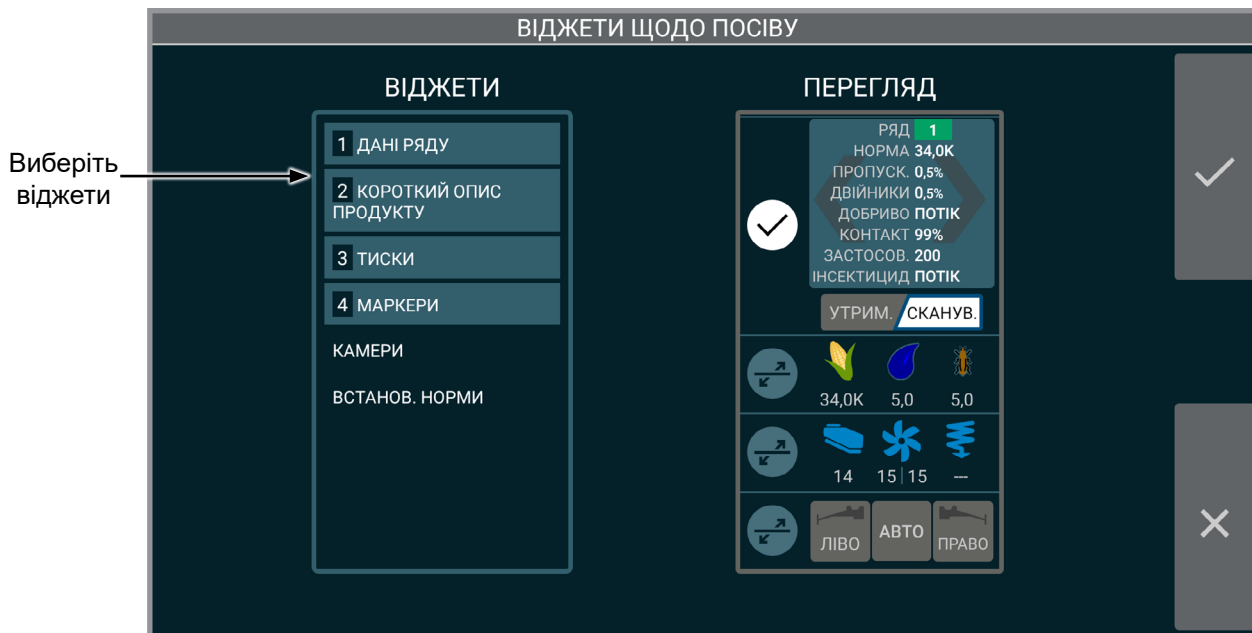 ВІДЖЕТИ ЩОДО ПОСІВУ
Виберіть
віджети
ВІДЖЕТИ
1 ДАНІ РЯДУ
2 КОРОТКИЙ ОПИС
ПРОДУКТУ
3 ТИСКИ
4 МАРКЕРИ
КАМЕРИ
ВСТАНОВ. НОРМИ
ПЕРЕГЛЯД
РЯД 1
НОРМА 34,0K
ПРОПУСК. 0,5%
ДВІЙНИКИ 0,5%
ДОБРИВО ПОТІК
КОНТАКТ 99%
ЗАСТОСОВ. 200
ІНСЕКТИЦИД ПОТІК
УТРИМ. СКАНУВ.
34,0K 5,0 5,0
14 15|15 ---
ЛІВО АВТО ПРАВО